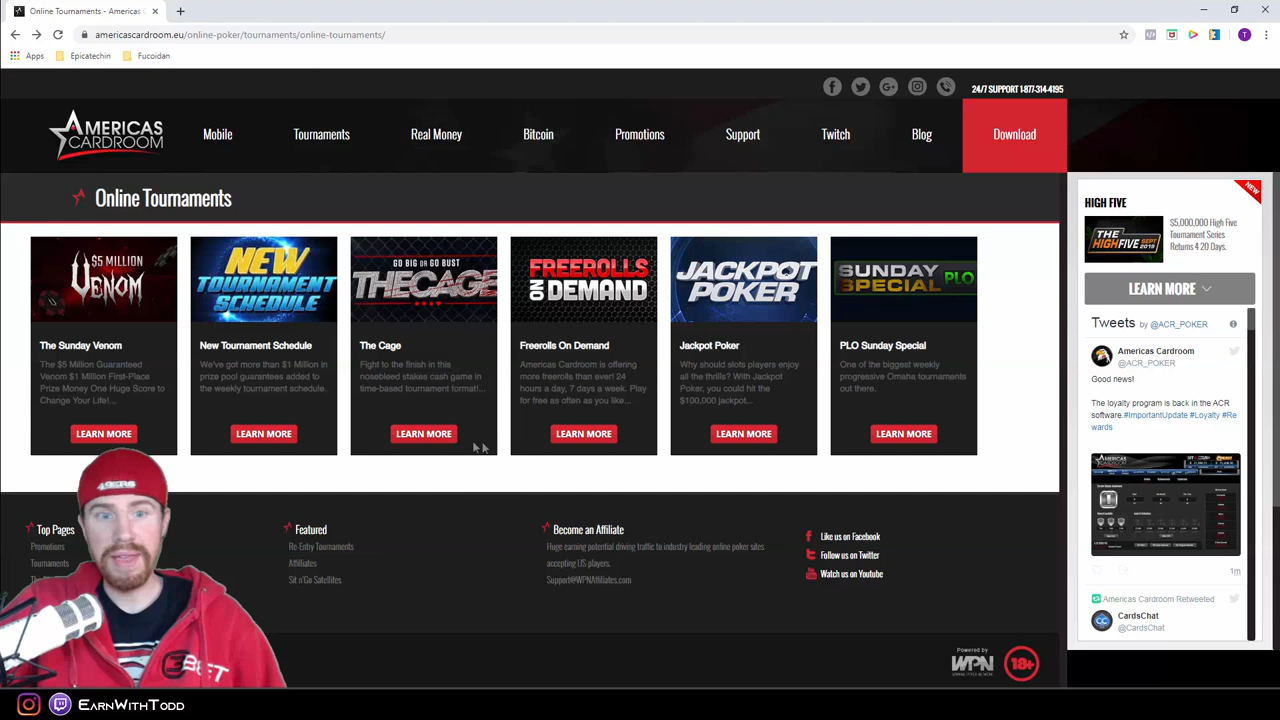 Online Tournaments - Americas C
americascardroom.eu/online-poker/tournaments/online-tournaments/
T
Apps
Epicatechin
Fucoidan
24/7 SUPPORT 1-877-314-4195
AMERICAS
CARDROOM
Mobile
Tournaments
Real Money
Bitcoin
Promotions
Support
Twitch
Blog
Download
Online Tournaments
$5 MILLION
VENOM
The Sunday Venom
The $5 Million Guaranteed
Venom $1 Million First-Place
Prize Money One Huge Score to
Change Your Life!...
LEARN MORE
NEW
TOURNAMENT
SCHEDULE
New Tournament Schedule
We've got more than $1 Million in
prize pool guarantees added to
the weekly tournament schedule.
LEARN MORE
GO BIG OR GO BUST
THE CAGE
The Cage
Fight to the finish in this
nosebleed stakes cash game in
time-based tournament format!...
LEARN MORE
FREEROLLS
ON DEMAND
Freerolls On Demand
Americas Cardroom is offering
more freerolls than ever! 24
hours a day, 7 days a week. Play
for free as often as you like...
LEARN MORE
JACKPOT
POKER
Jackpot Poker
Why should slots players enjoy
all the thrills? With Jackpot
Poker, you could hit the
$100,000 jackpot...
LEARN MORE
SUNDAY
SPECIAL
PLO
PLO Sunday Special
One of the biggest weekly
progressive Omaha tournaments
out there.
LEARN MORE
NEW
HIGH FIVE
THE
HIGHFIVE SEPT
2019
$5,000,000 High Five
Tournament Series
Returns 4 20 Days.
LEARN MORE
Tweets by @ACR_POKER
Americas Cardroom
@ACR_POKER
Good news!
The loyalty program is back in the ACR
software.#ImportantUpdate #Loyalty #Re
wards
1m
Americas Cardroom Retweeted
CardsChat
@CardsChat
Top Pages
Promotions
Tournaments
Featured
Re-Entry Tournaments
Affiliates
Sit n'Go Satellites
Become an Affiliate
Huge earning potential driving traffic to industry leading online poker sites
accepting US players.
Support@WPNAffiliates.com
Like us on Facebook
Follow us on Twitter
Watch us on Youtube
Powered by
WPN
18+
49ERS
3BET
EARNWITHTODD